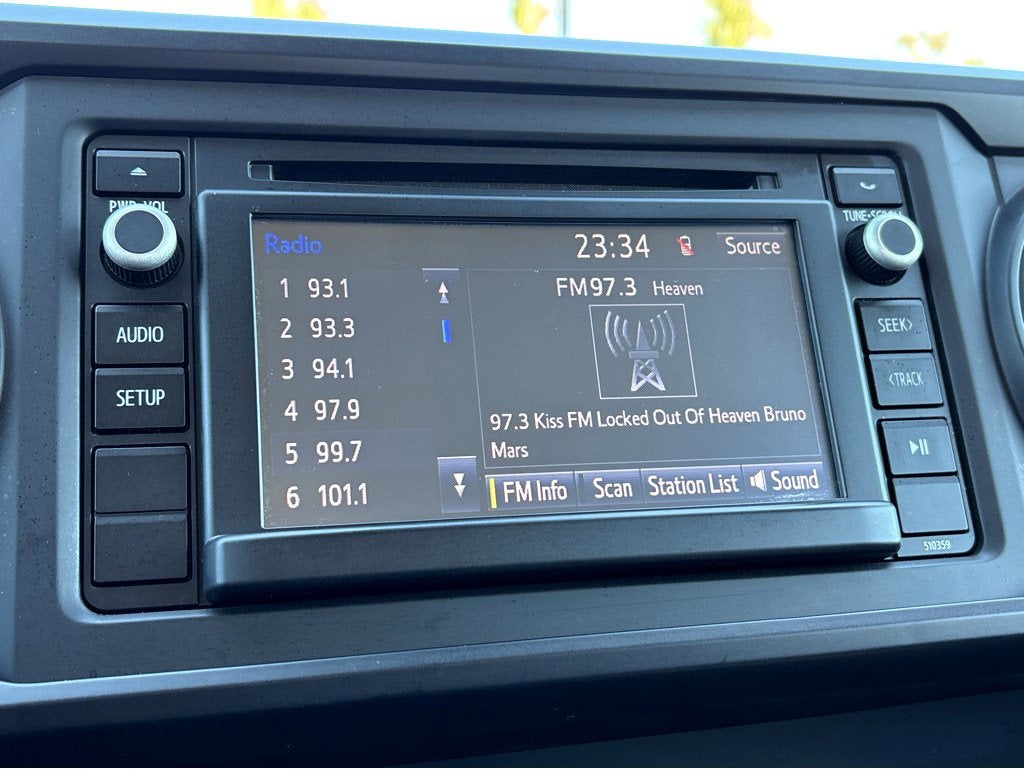 PWR•VOL
TUNE•SCROLL
AUDIO
SETUP
Radio
23:34
Source
1 93.1
2 93.3
3 94.1
4 97.9
5 99.7
6 101.1
FM97.3 Heaven
97.3 Kiss FM Locked Out Of Heaven Bruno
Mars
FM Info
Scan
Station List
Sound
SEEK>
<TRACK
510359